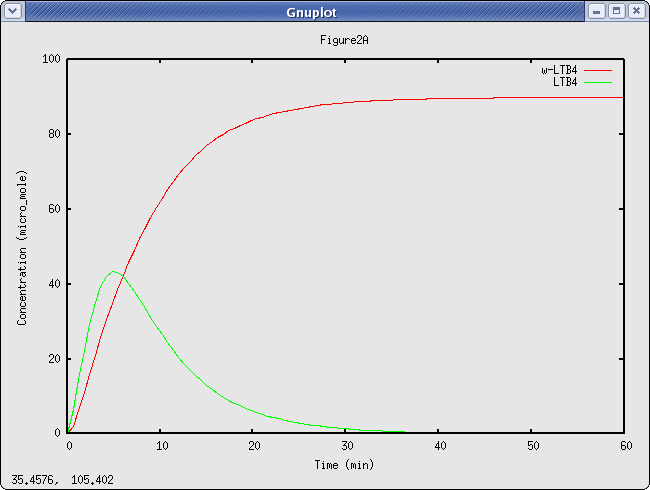 Gnuplot
Figure2A
w-LTB4
LTB4
100
80
60
40
20
0
Concentration (micro_mole)
0 10 20 30 40 50 60
Time (min)
35.4576, 105.402